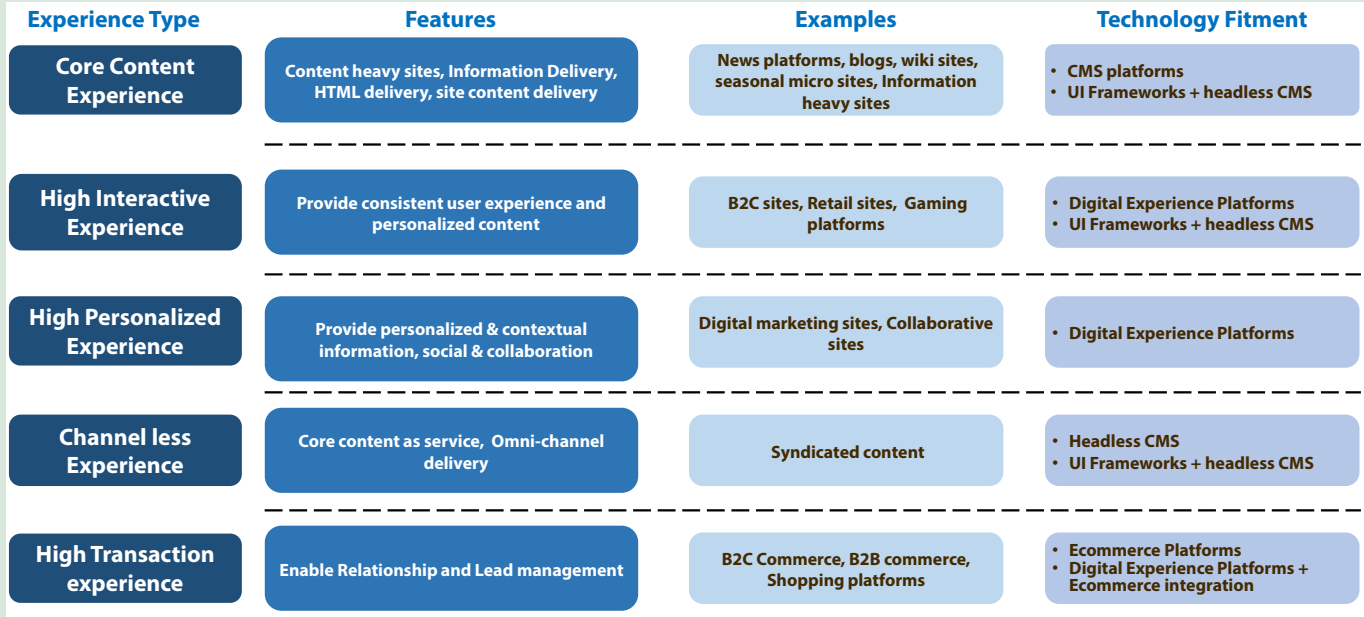 Experience Type
Features
Examples
Technology Fitment
Core Content
Experience
Content heavy sites, Information Delivery,
HTML delivery, site content delivery
News platforms, blogs, wiki sites,
seasonal micro sites, Information
heavy sites
• CMS platforms
• UI Frameworks + headless CMS
High Interactive
Experience
Provide consistent user experience and
personalized content
B2C sites, Retail sites, Gaming
platforms
• Digital Experience Platforms
• UI Frameworks + headless CMS
High Personalized
Experience
Provide personalized & contextual
information, social & collaboration
Digital marketing sites, Collaborative
sites
• Digital Experience Platforms
Channel less
Experience
Core content as service, Omni-channel
delivery
Syndicated content
• Headless CMS
• UI Frameworks + headless CMS
High Transaction
experience
Enable Relationship and Lead management
B2C Commerce, B2B commerce,
Shopping platforms
• Ecommerce Platforms
• Digital Experience Platforms +
Ecommerce integration